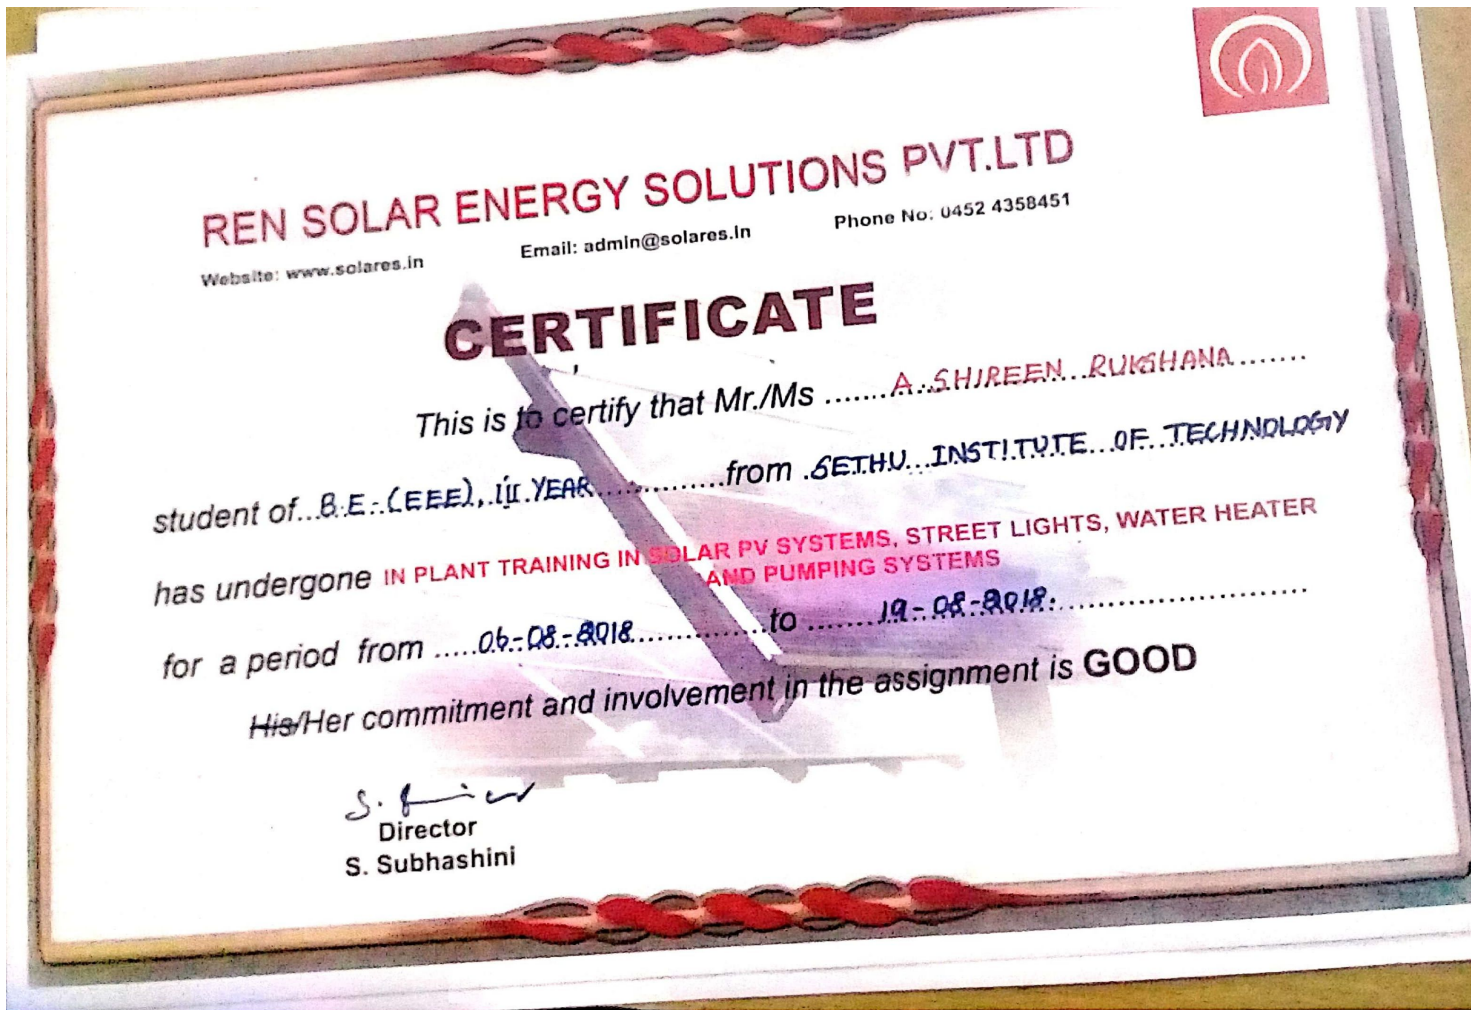 REN SOLAR ENERGY SOLUTIONS PVT.LTD
Website: www.solares.in Email: admin@solares.in Phone No: 0452 4358451
CERTIFICATE
This is to certify that Mr./Ms .......A.SHIREEN RUKSHANA.......
student of...B.E.(EEE), III YEAR..............from .SETHU INSTITUTE OF TECHNOLOGY
has undergone IN PLANT TRAINING IN SOLAR PV SYSTEMS, STREET LIGHTS, WATER HEATER
AND PUMPING SYSTEMS
for a period from .....06-08-2018..............to .......12-08-2018...........................
His/Her commitment and involvement in the assignment is GOOD
Director
S. Subhashini